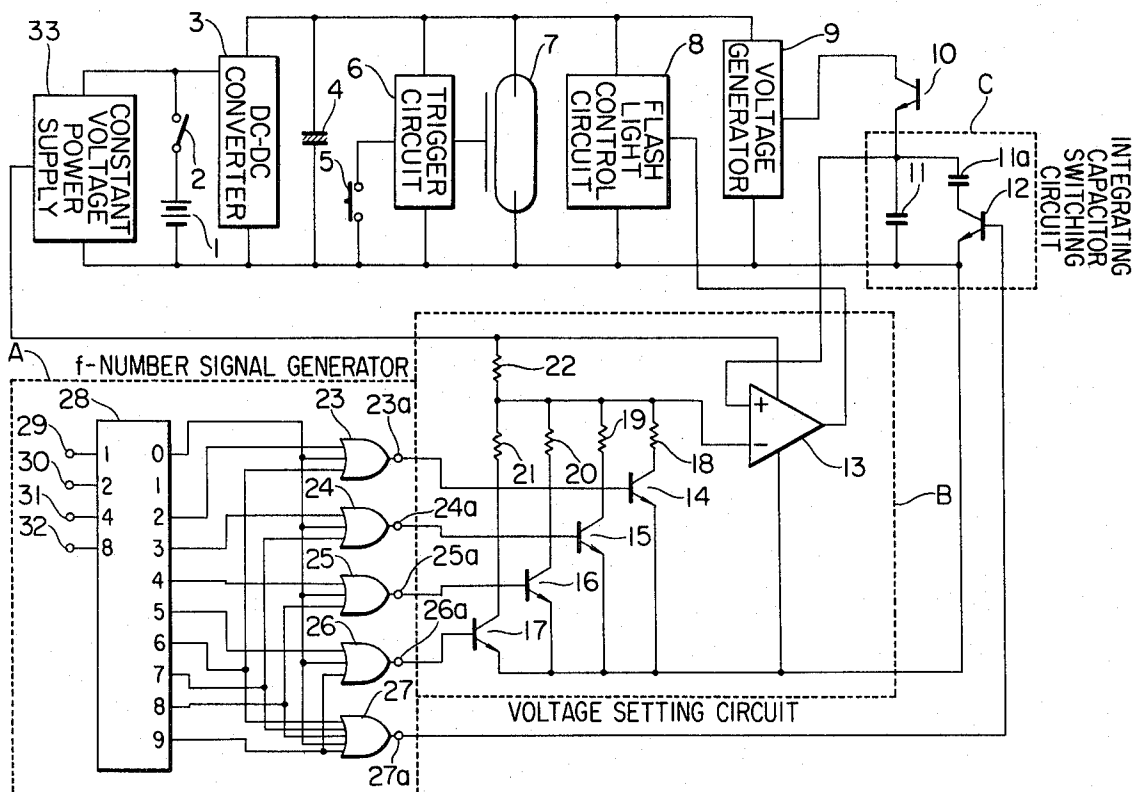 33
CONSTANT
VOLTAGE
POWER
SUPPLY
2
1
3
DC-DC
CONVERTER
4
5
6
TRIGGER
CIRCUIT
7
8
FLASH
LIGHT
CONTROL
CIRCUIT
9
VOLTAGE
GENERATOR
10
C
11
11a
12
INTEGRATING
CAPACITOR
SWITCHING
CIRCUIT
A
f-NUMBER SIGNAL GENERATOR
28
29
30
31
32
1
2
4
8
0
1
2
3
4
5
6
7
8
9
23
23a
24
24a
25
25a
26
26a
27
27a
22
21
20
19
18
14
15
16
17
+
−
13
B
VOLTAGE SETTING CIRCUIT